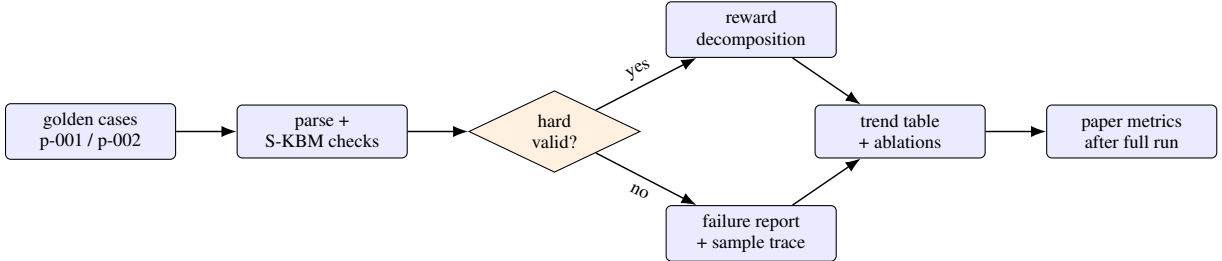 golden cases
p-001 / p-002
parse +
S-KBM checks
hard
valid?
yes
reward
decomposition
no
failure report
+ sample trace
trend table
+ ablations
paper metrics
after full run